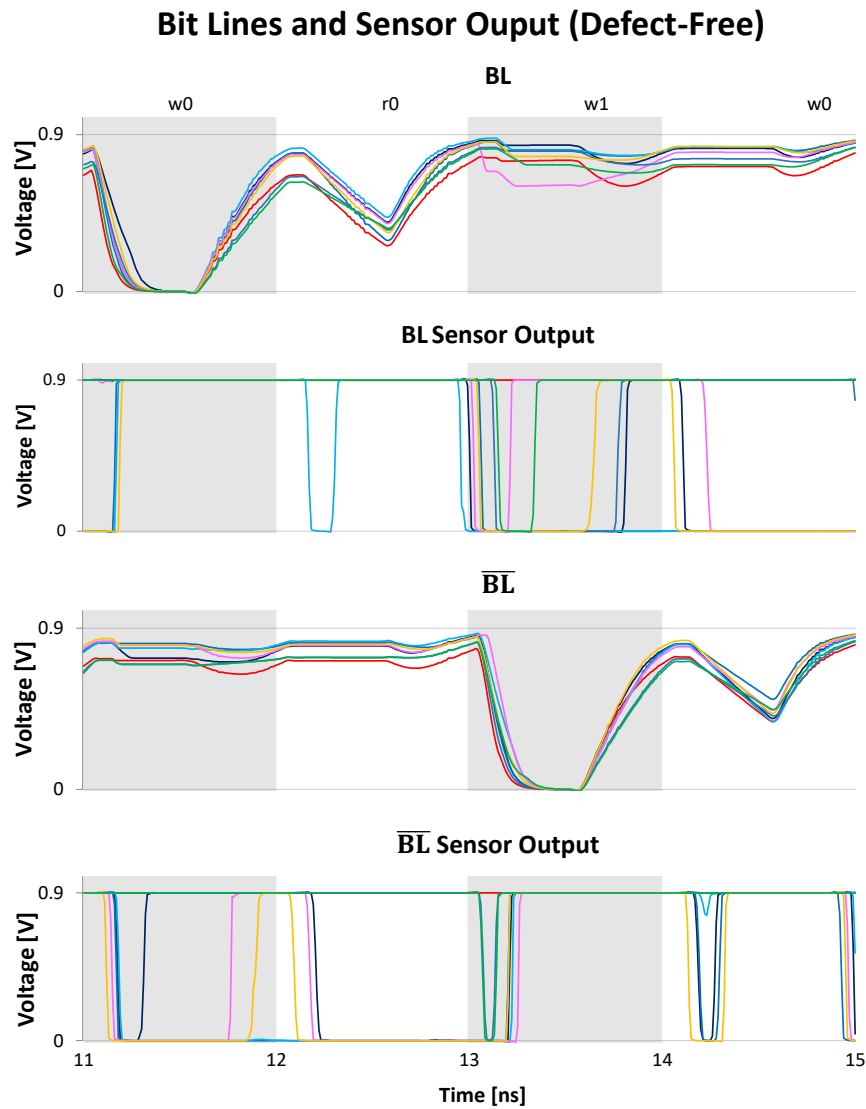 Bit Lines and Sensor Ouput (Defect-Free)
BL
w0 r0 w1 w0
0.9
Voltage [V]
0
BL Sensor Output
0.9
Voltage [V]
0
B̅L̅
0.9
Voltage [V]
0
B̅L̅ Sensor Output
0.9
Voltage [V]
0
11 12 13 14 15
Time [ns]